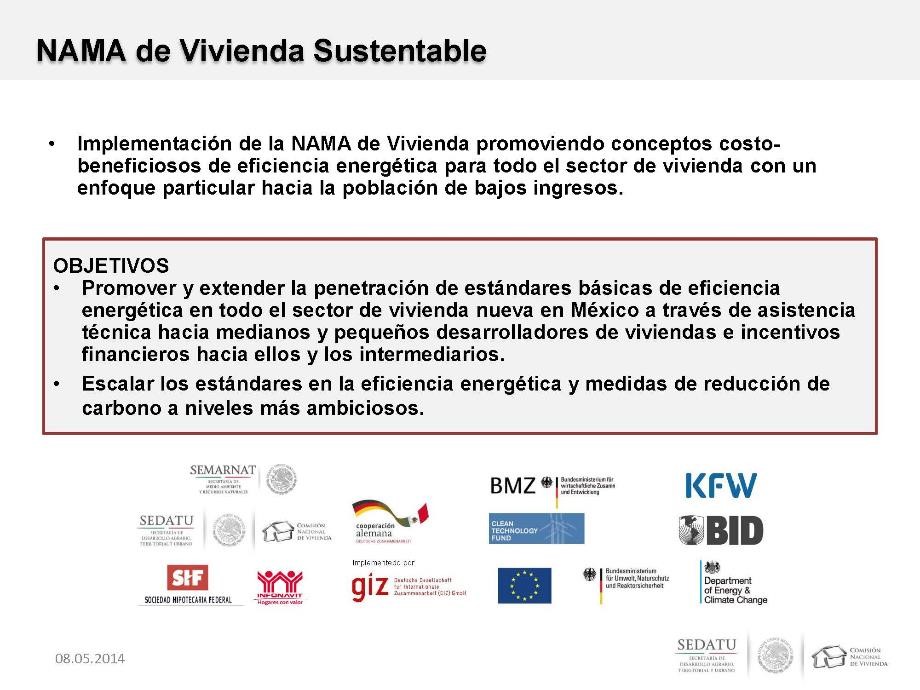 NAMA de Vivienda Sustentable
• Implementación de la NAMA de Vivienda promoviendo conceptos costo-
beneficiosos de eficiencia energética para todo el sector de vivienda con un
enfoque particular hacia la población de bajos ingresos.
OBJETIVOS
• Promover y extender la penetración de estándares básicas de eficiencia
energética en todo el sector de vivienda nueva en México a través de asistencia
técnica hacia medianos y pequeños desarrolladores de viviendas e incentivos
financieros hacia ellos y los intermediarios.
• Escalar los estándares en la eficiencia energética y medidas de reducción de
carbono a niveles más ambiciosos.
SEMARNAT
SECRETARÍA DE
MEDIO AMBIENTE
Y RECURSOS NATURALES
BMZ
Bundesministerium für
wirtschaftliche Zusammen
und Entwicklung
KFW
SEDATU
SECRETARÍA DE
DESARROLLO AGRARIO,
TERRITORIAL Y URBANO
COMISIÓN
NACIONAL
DE VIVIENDA
cooperación
alemana
DEUTSCHE ZUSAMMENARBEIT
CLEAN
TECHNOLOGY
FUND
BID
Implementada por:
SHF
SOCIEDAD HIPOTECARIA FEDERAL
INFONAVIT
Hogares con valor
giz
Deutsche Gesellschaft
für Internationale
Zusammenarbeit (GIZ) GmbH
Bundesministerium
für Umwelt, Naturschutz
und Reaktorsicherheit
Department
of Energy &
Climate Change
08.05.2014
SEDATU
SECRETARÍA DE
DESARROLLO AGRARIO,
TERRITORIAL Y URBANO
COMISIÓN
NACIONAL
DE VIVIENDA